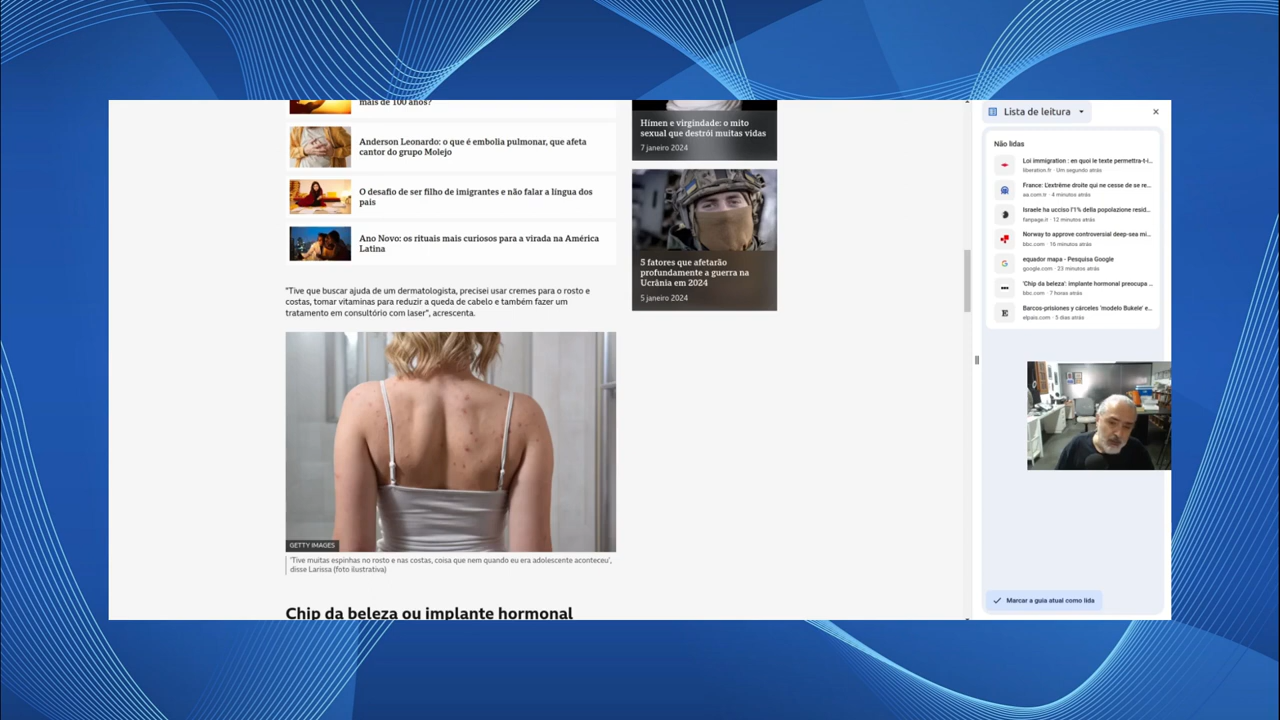 mais de 100 anos?
Anderson Leonardo: o que é embolia pulmonar, que afeta
cantor do grupo Molejo
O desafio de ser filho de imigrantes e não falar a língua dos
pais
Ano Novo: os rituais mais curiosos para a virada na América
Latina
"Tive que buscar ajuda de um dermatologista, precisei usar cremes para o rosto e
costas, tomar vitaminas para reduzir a queda de cabelo e também fazer um
tratamento em consultório com laser", acrescenta.
GETTY IMAGES
'Tive muitas espinhas no rosto e nas costas, coisa que nem quando eu era adolescente aconteceu',
disse Larissa (foto ilustrativa)
Chip da beleza ou implante hormonal
Hímen e virgindade: o mito
sexual que destrói muitas vidas
7 janeiro 2024
5 fatores que afetarão
profundamente a guerra na
Ucrânia em 2024
5 janeiro 2024
Lista de leitura
Não lidas
Loi immigration : en quoi le texte permettra-t-i...
liberation.fr · Um segundo atrás
France: L'extrême droite qui ne cesse de se re...
aa.com.tr · 4 minutos atrás
Israele ha ucciso l'1% della popolazione resid...
fanpage.it · 12 minutos atrás
Norway to approve controversial deep-sea mi...
bbc.com · 16 minutos atrás
equador mapa - Pesquisa Google
google.com · 23 minutos atrás
'Chip da beleza': implante hormonal preocupa ...
bbc.com · 7 horas atrás
Barcos-prisiones y cárceles 'modelo Bukele' e...
elpais.com · 5 dias atrás
Marcar a guia atual como lida